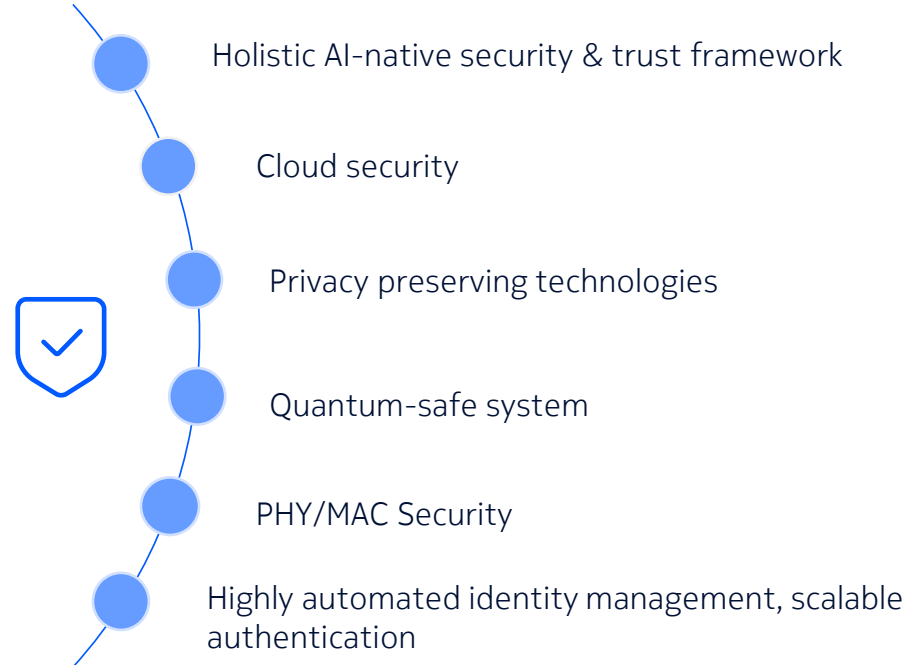 Holistic AI-native security & trust framework
Cloud security
Privacy preserving technologies
Quantum-safe system
PHY/MAC Security
Highly automated identity management, scalable
authentication